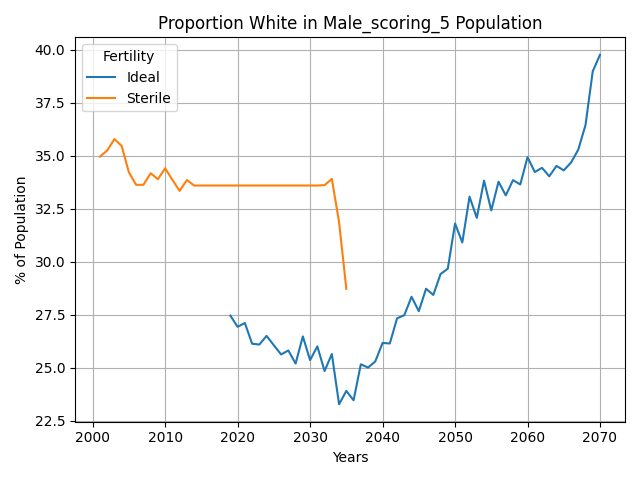 Proportion White in Male_scoring_5 Population
Fertility
Ideal
Sterile
% of Population
40.0
37.5
35.0
32.5
30.0
27.5
25.0
22.5
2000 2010 2020 2030 2040 2050 2060 2070
Years